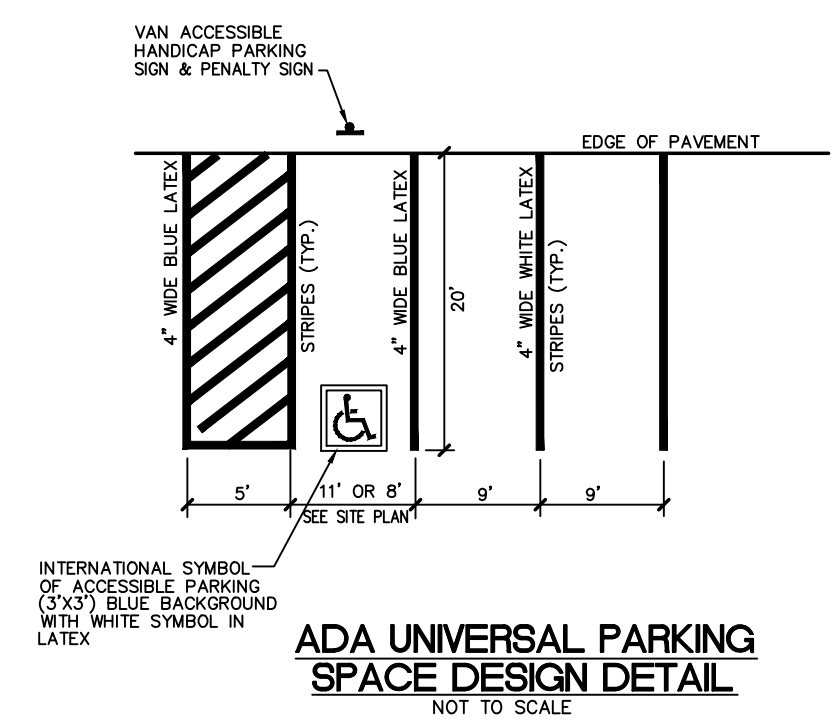 VAN ACCESSIBLE
HANDICAP PARKING
SIGN & PENALTY SIGN
EDGE OF PAVEMENT
4" WIDE BLUE LATEX
STRIPES (TYP.)
4" WIDE BLUE LATEX
20'
4" WIDE WHITE LATEX
STRIPES (TYP.)
5'
11' OR 8'
SEE SITE PLAN
9'
9'
INTERNATIONAL SYMBOL
OF ACCESSIBLE PARKING
(3'X3') BLUE BACKGROUND
WITH WHITE SYMBOL IN
LATEX
ADA UNIVERSAL PARKING
SPACE DESIGN DETAIL
NOT TO SCALE